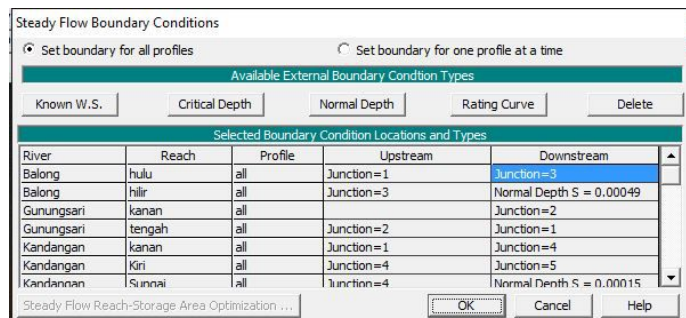 Steady Flow Boundary Conditions
Set boundary for all profiles Set boundary for one profile at a time
Available External Boundary Condtion Types
Known W.S. Critical Depth Normal Depth Rating Curve Delete
Selected Boundary Condition Locations and Types
River Reach Profile Upstream Downstream
Balong hulu all Junction=1 Junction=3
Balong hilir all Junction=3 Normal Depth S = 0.00049
Gunungsari kanan all Junction=2
Gunungsari tengah all Junction=2 Junction=1
Kandangan kanan all Junction=1 Junction=4
Kandangan Kiri all Junction=4 Junction=5
Kandangan Sungai all Junction=4 Normal Depth S = 0.00015
Steady Flow Reach-Storage Area Optimization ... OK Cancel Help